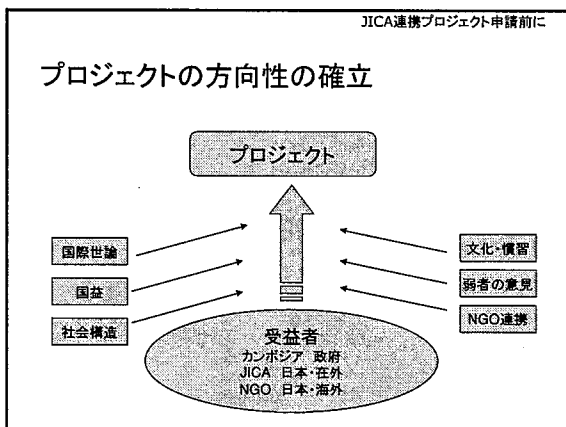 JICA連携プロジェクト申請前に
プロジェクトの方向性の確立
プロジェクト
国際世論
国益
社会構造
文化・慣習
弱者の意見
NGO連携
受益者
カンボジア 政府
JICA 日本・在外
NGO 日本・海外